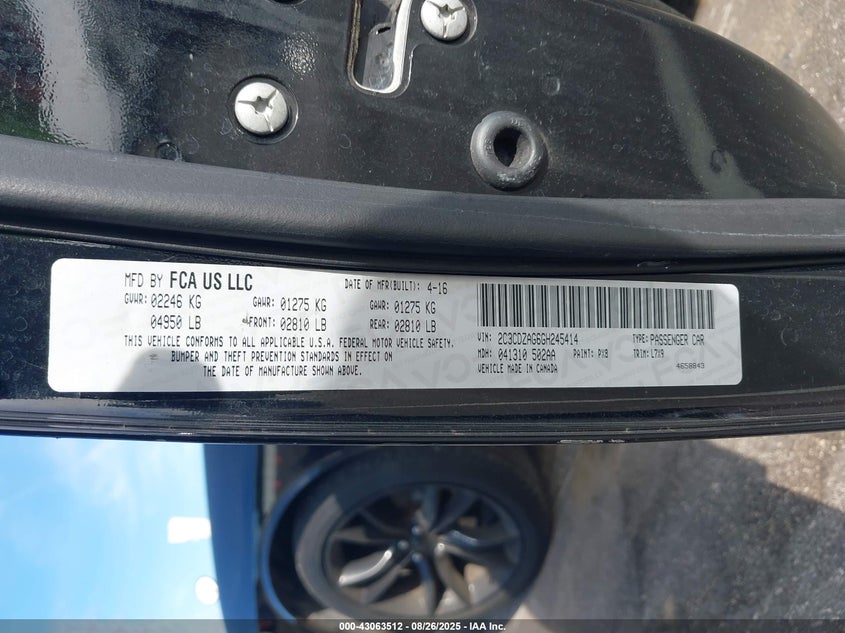 MFD BY FCA US LLC
DATE OF MFR(BUILT): 4-16
GVWR: 02246 KG
GAWR: 01275 KG
GAWR: 01275 KG
04950 LB
FRONT: 02810 LB
REAR: 02810 LB
THIS VEHICLE CONFORMS TO ALL APPLICABLE U.S.A. FEDERAL MOTOR VEHICLE SAFETY,
BUMPER AND THEFT PREVENTION STANDARDS IN EFFECT ON
THE DATE OF MANUFACTURE SHOWN ABOVE.
VIN: 2C3CDZAG6GH245414
TYPE: PASSENGER CAR
MDH: 041310 502AA
PAINT: PX8
TRIM: L7X9
VEHICLE MADE IN CANADA
4658843
000-43063512 - 08/26/2025 - IAA Inc.